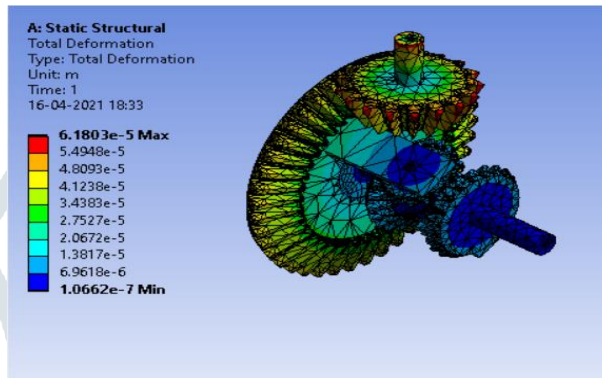 A: Static Structural
Total Deformation
Type: Total Deformation
Unit: m
Time: 1
16-04-2021 18:33
6.1803e-5 Max
5.4948e-5
4.8093e-5
4.1238e-5
3.4383e-5
2.7527e-5
2.0672e-5
1.3817e-5
6.9618e-6
1.0662e-7 Min